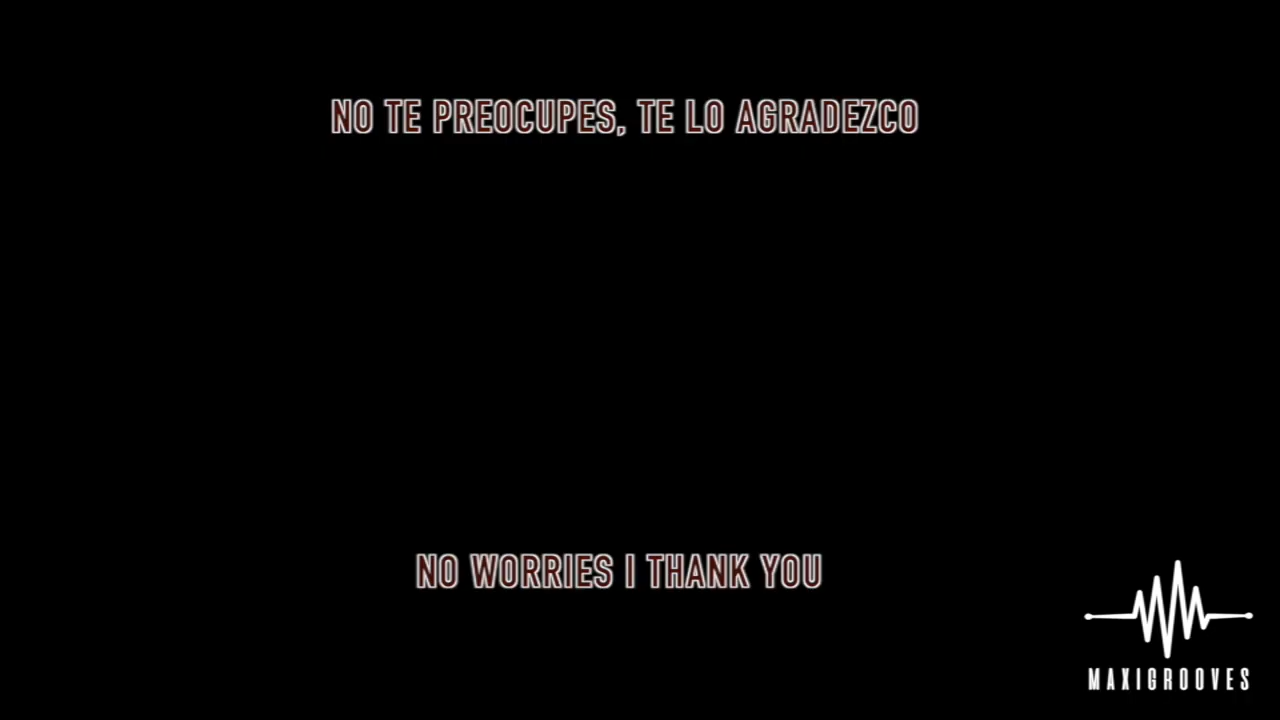 NO TE PREOCUPES, TE LO AGRADEZCO
NO WORRIES I THANK YOU
MAXIGROOVES